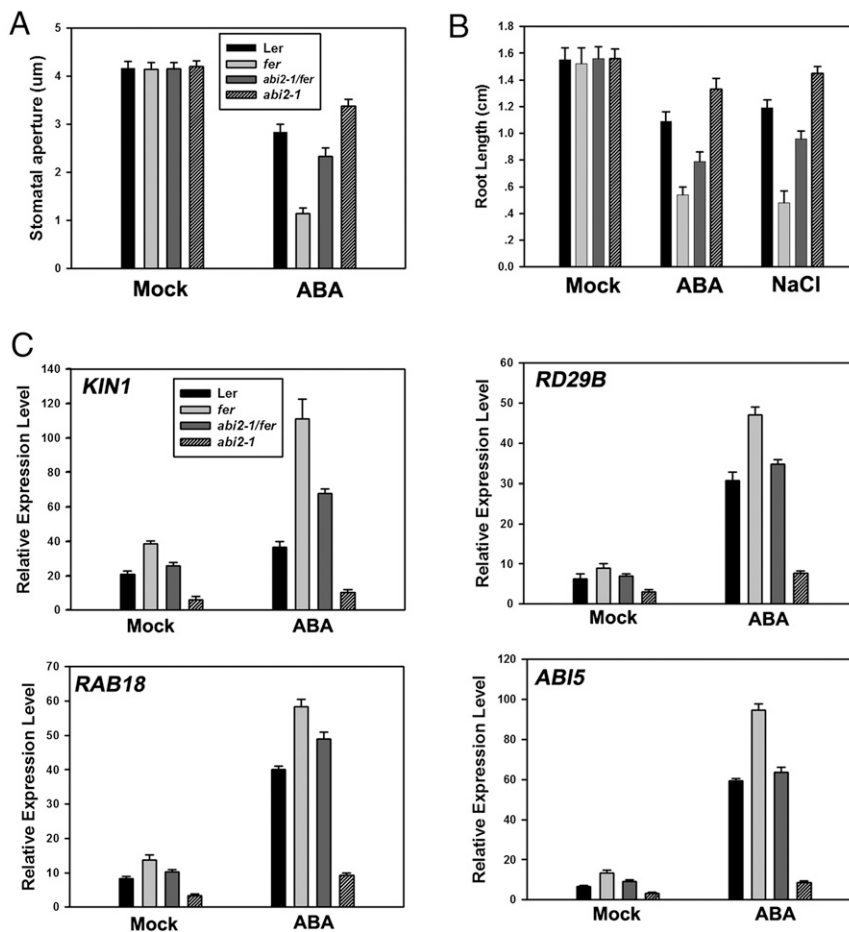 A
Stomatal aperture (um)
5
4
3
2
1
0
Ler
fer
abi2-1/fer
abi2-1
Mock
ABA
B
Root Length (cm)
1.8
1.6
1.4
1.2
1.0
.8
.6
.4
.2
0.0
Mock
ABA
NaCl
C
KIN1
Relative Expression Level
140
120
100
80
60
40
20
0
Ler
fer
abi2-1/fer
abi2-1
Mock
ABA
RD29B
Relative Expression Level
60
50
40
30
20
10
0
Mock
ABA
RAB18
Relative Expression Level
70
60
50
40
30
20
10
0
Mock
ABA
ABI5
Relative Expression Level
120
100
80
60
40
20
0
Mock
ABA